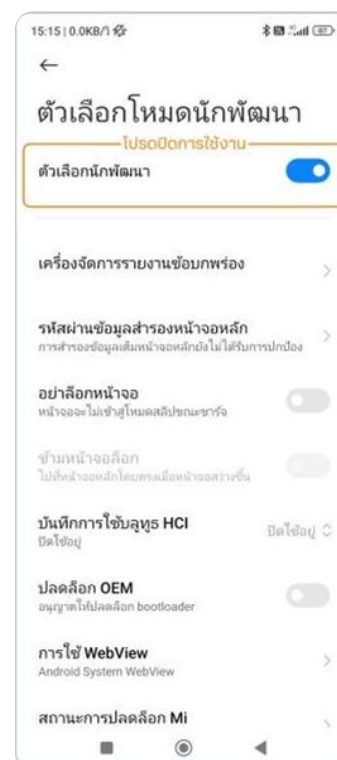 15:15 | 0.0KB/วิ
ตัวเลือกโหมดนักพัฒนา
โปรดปิดการใช้งาน
ตัวเลือกนักพัฒนา
เครื่องจัดการรายงานข้อบกพร่อง
รหัสผ่านข้อมูลสำรองหน้าจอหลัก
การสำรองข้อมูลเต็มหน้าจอหลักยังไม่ได้รับการปกป้อง
อย่าล็อกหน้าจอ
หน้าจอจะไม่เข้าสู่โหมดสลีปขณะชาร์จ
ข้ามหน้าจอล็อก
ไปที่หน้าจอหลักโดยตรงเมื่อหน้าจอสว่างขึ้น
บันทึกการใช้บลูทูธ HCI
ปิดใช้อยู่
ปิดใช้อยู่
ปลดล็อก OEM
อนุญาตให้ปลดล็อก bootloader
การใช้ WebView
Android System WebView
สถานะการปลดล็อก Mi